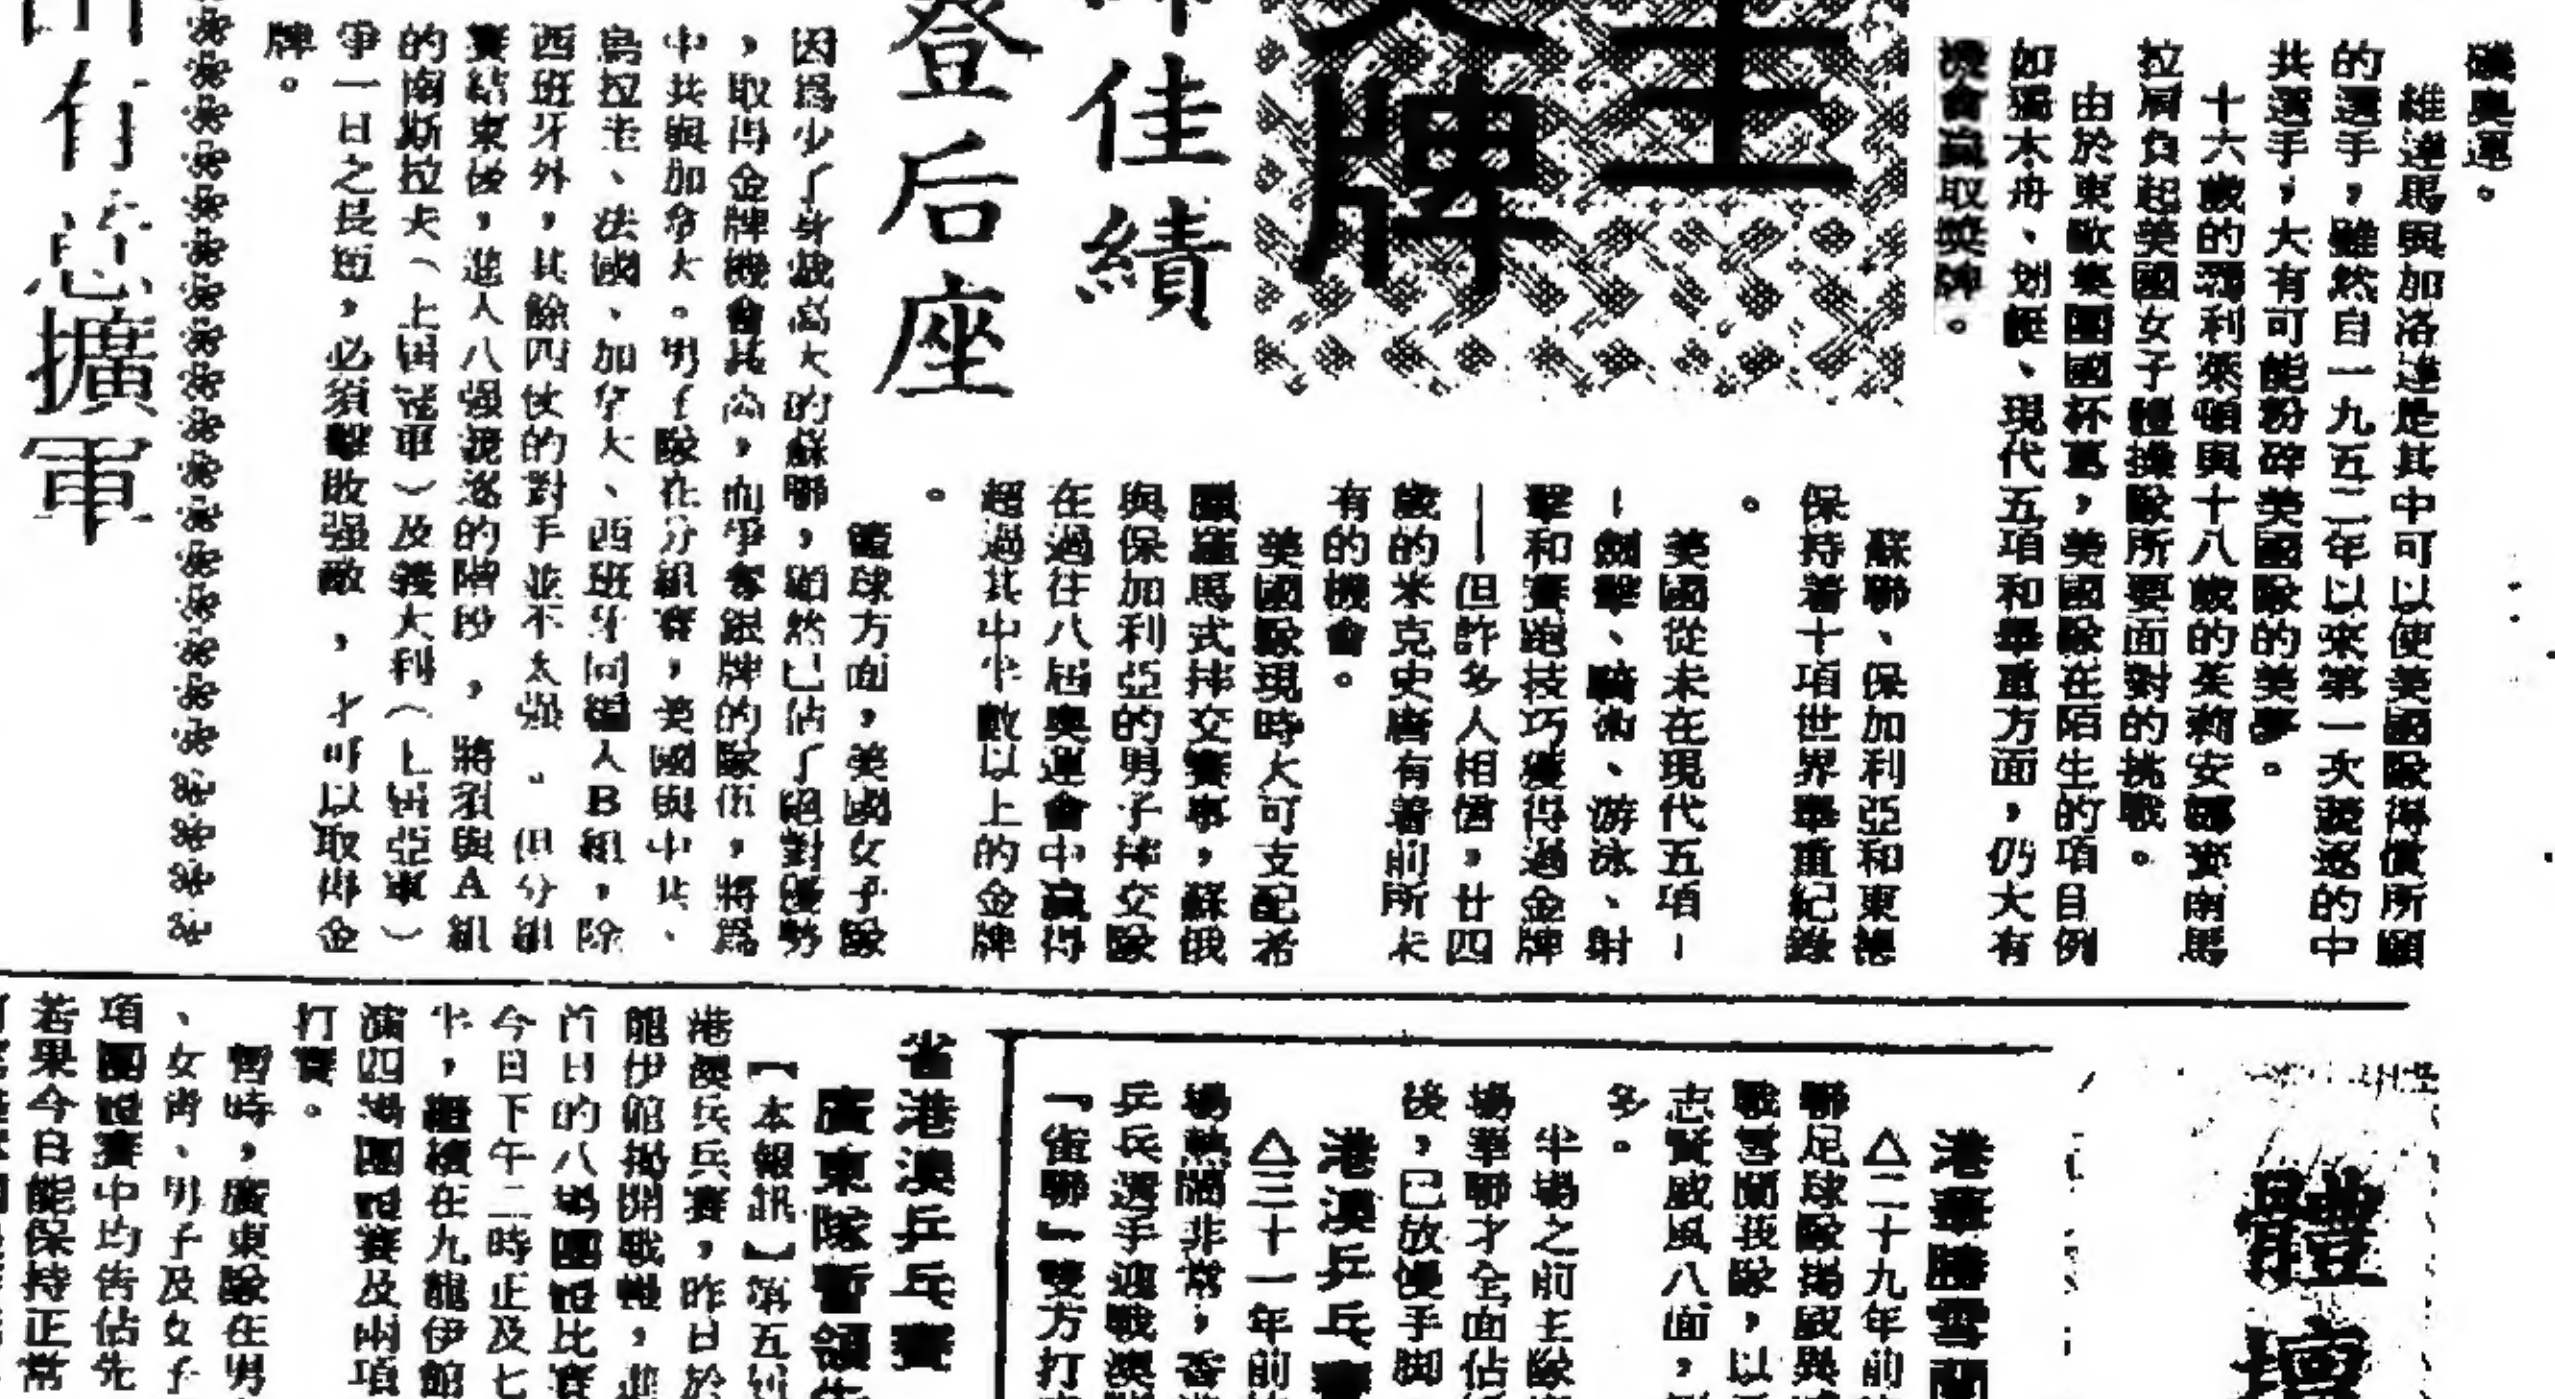 磯奧運。
維達馬與加洛達是其中可以使美國隊得償所願
的選手，雖然自一九五二年以來第一次蒞逐的中
共選手，大有可能粉碎美國隊的美夢。
十六歲的利萊頓與十八歲的茱莉安娜麥南馬
拉肩負起美國女子體操隊所要面對的挑戰。
由於東歐集團國杯葛，美國隊在陌生的項目例
如獨木舟、划艇、現代五項和舉重方面，仍大有
機會贏取獎牌。
蘇聯、保加利亞和東德
保持着十項世界舉重紀錄
。
美國從未在現代五項—
—劍擊、騎術、游泳、射
擊和賽跑技巧獲得過金牌
——但許多人相信，廿四
歲的米克史唐有着前所未
有的機會。
美國隊現時大可支配希
臘羅馬式摔交賽事，蘇俄
與保加利亞的男子摔交隊
在過往八屆奧運會中贏得
超過其中半數以上的金牌
。
籃球方面，美國女子隊
因爲少了身裁高大的蘇聯，顯然已佔了絕對優勢
，取得金牌機會甚高，而爭奪銀牌的隊伍，將爲
中共與加拿大。男子隊在分組賽，美國與中共、
烏拉圭、法國、加拿大、西班牙同編入B組，除
西班牙外，其餘四伎的對手並不太强。但分組
賽結束後，進入八强競逐的階段，將須與A組
的南斯拉夫（上屆冠軍）及義大利（上屆亞軍）
爭一日之長短，必須擊敗强敵，才可以取得金
牌。
主
牌
佳績
登后座
擴軍
體壇
港華勝雪蘭
△二十九年前
聯足球隊揚威異
戰雪蘭莪隊，以
志賢威風八面，
多。
半場之前主隊
場華聯才全面佔
後，已放慢手脚
港澳乒乓賽
△三十一年前
場熱鬧非常，香
乒乓選手迎戰澳
「蛋聯」雙方打
省港澳乒乓賽
廣東隊暫領先
【本報訊】第五屆
港澳乒乓賽，昨日於
龍伊館揭開戰幔，進
首日的八場團體比賽
今日下午二時正及七
半，繼續在九龍伊館
演四場團體賽及兩項
打賽。
暫時，廣東隊在男
、女靑、男子及女子
項團體賽中均告佔先
若果今日能保持正常